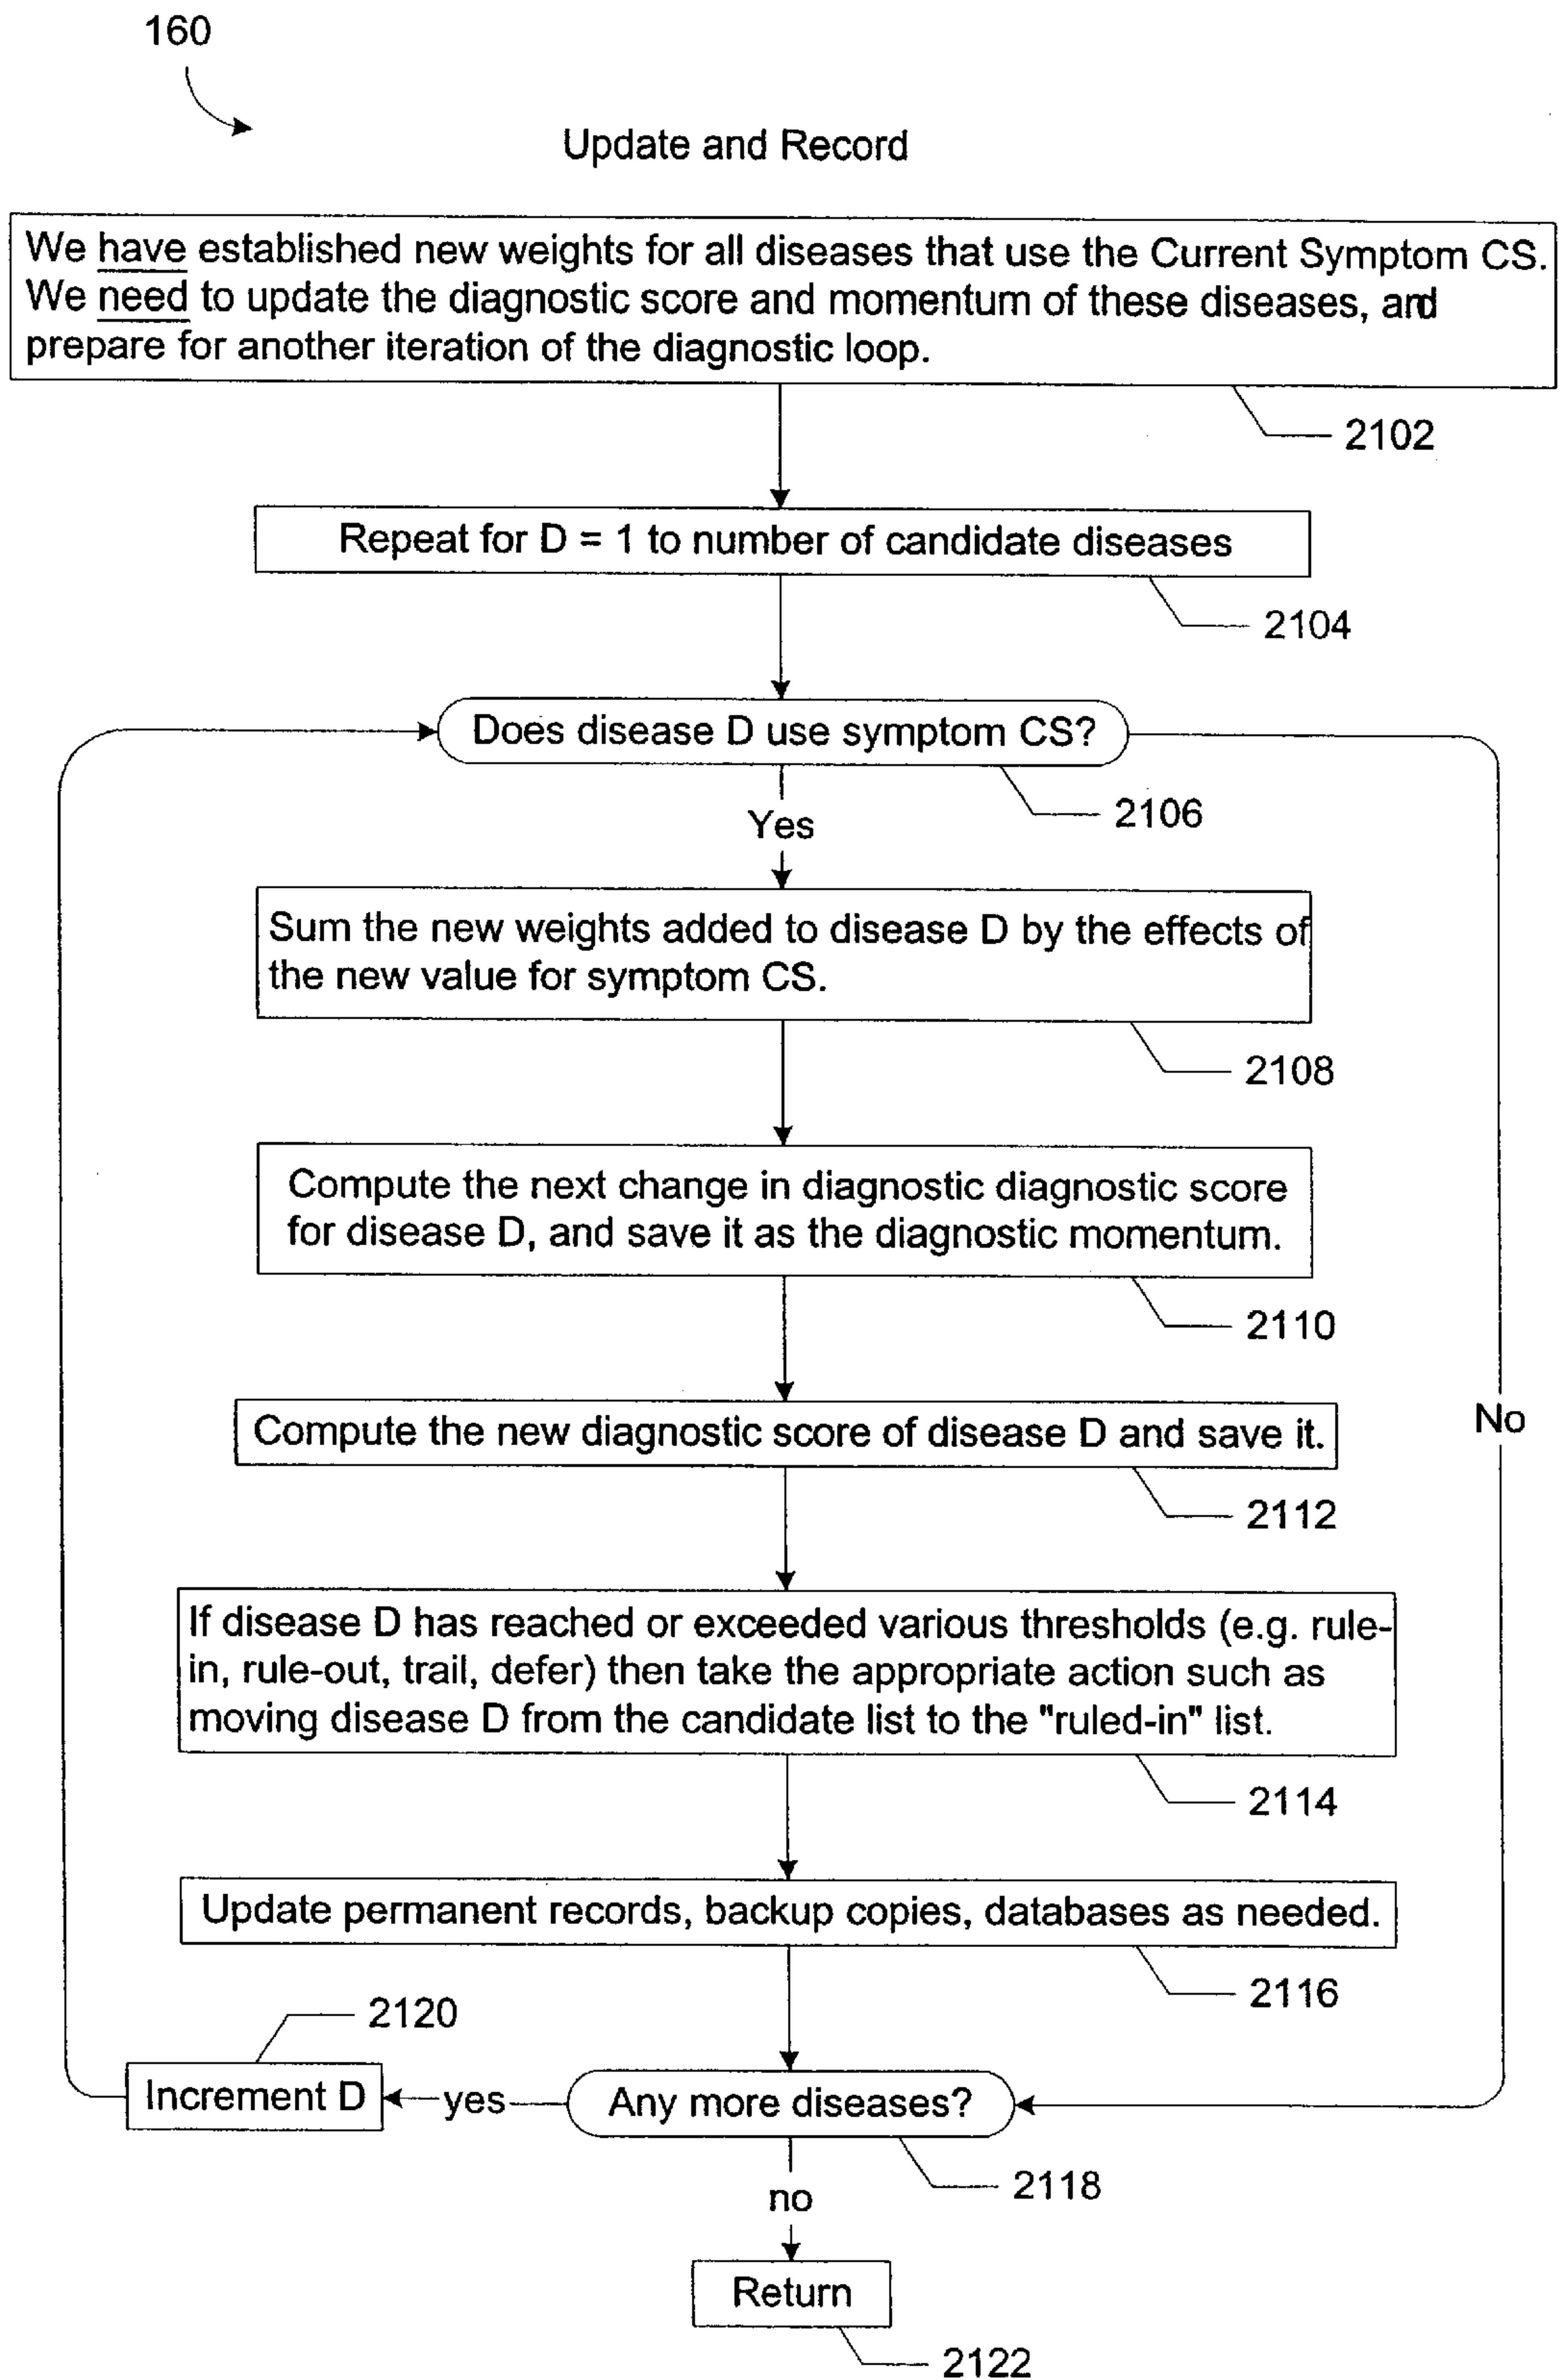 160
Update and Record
We have established new weights for all diseases that use the Current Symptom CS.
We need to update the diagnostic score and momentum of these diseases, and
prepare for another iteration of the diagnostic loop.
2102
Repeat for D = 1 to number of candidate diseases
2104
Does disease D use symptom CS?
2106
Yes
Sum the new weights added to disease D by the effects of
the new value for symptom CS.
2108
Compute the next change in diagnostic diagnostic score
for disease D, and save it as the diagnostic momentum.
2110
Compute the new diagnostic score of disease D and save it.
No
2112
If disease D has reached or exceeded various thresholds (e.g. rule-
in, rule-out, trail, defer) then take the appropriate action such as
moving disease D from the candidate list to the "ruled-in" list.
2114
Update permanent records, backup copies, databases as needed.
2116
2120
Increment D
yes
Any more diseases?
2118
no
Return
2122